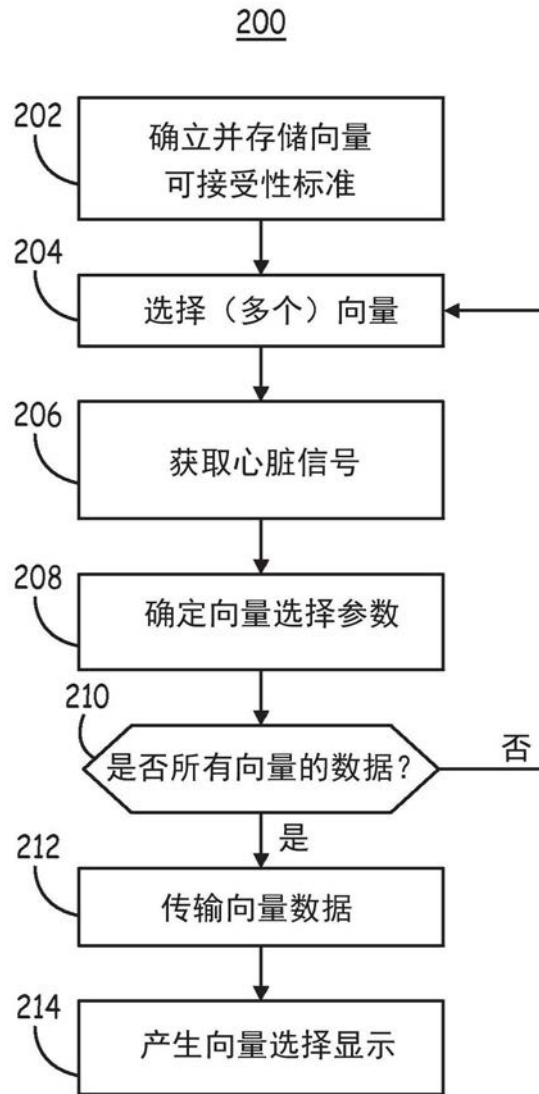 200
202
确立并存储向量
可接受性标准
204
选择（多个）向量
206
获取心脏信号
208
确定向量选择参数
210
是否所有向量的数据？
否
是
212
传输向量数据
214
产生向量选择显示